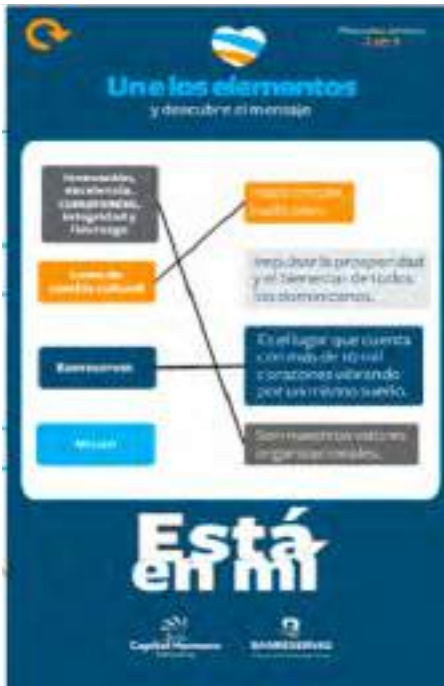 Une los elementos
y descubre el mensaje
Innovación,
excelencia,
compromiso,
integridad y
liderazgo
Lema de
cambio cultural
Impulsar la prosperidad
y el bienestar de todos
los dominicanos.
Banreservas
Es el lugar que cuenta
con más de 10 mil
corazones vibrando
por un mismo sueño.
Misión
Son nuestros valores
organizacionales.
Está
en mí
Capital Humano
BANRESERVAS